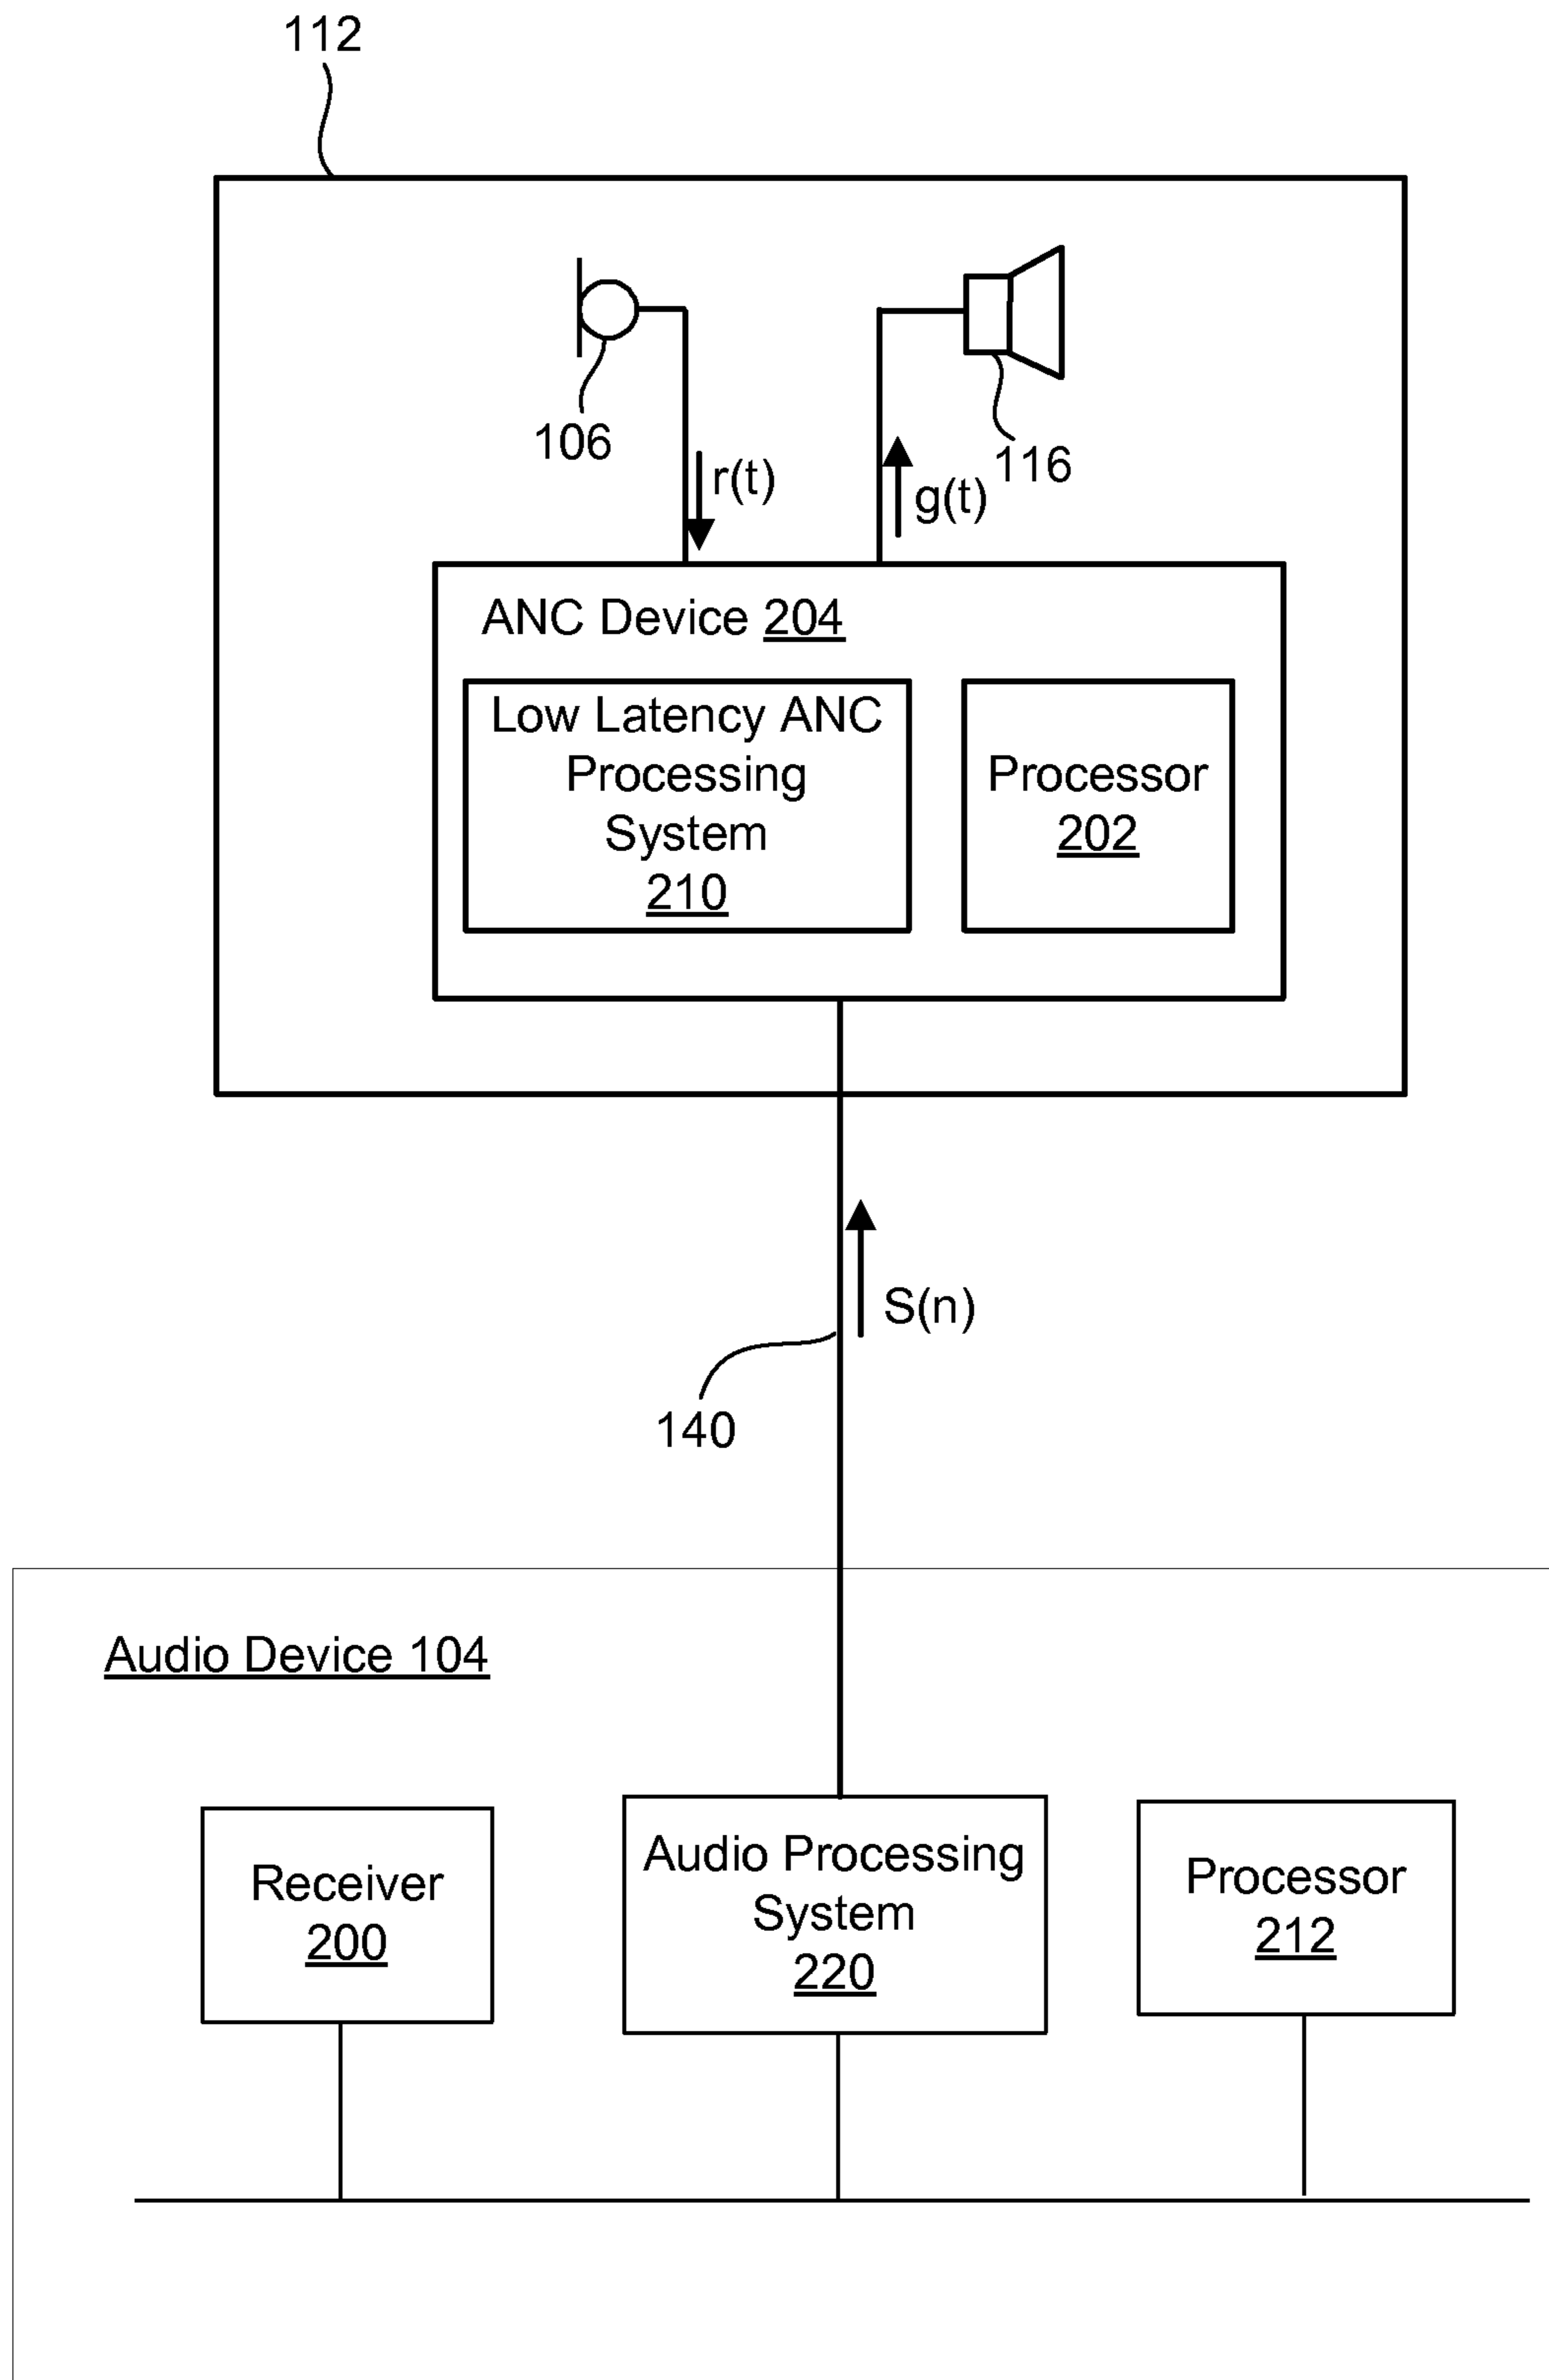 112
106
116
r(t)
g(t)
ANC Device 204
Low Latency ANC
Processing
System
210
Processor
202
S(n)
140
Audio Device 104
Receiver
200
Audio Processing
System
220
Processor
212